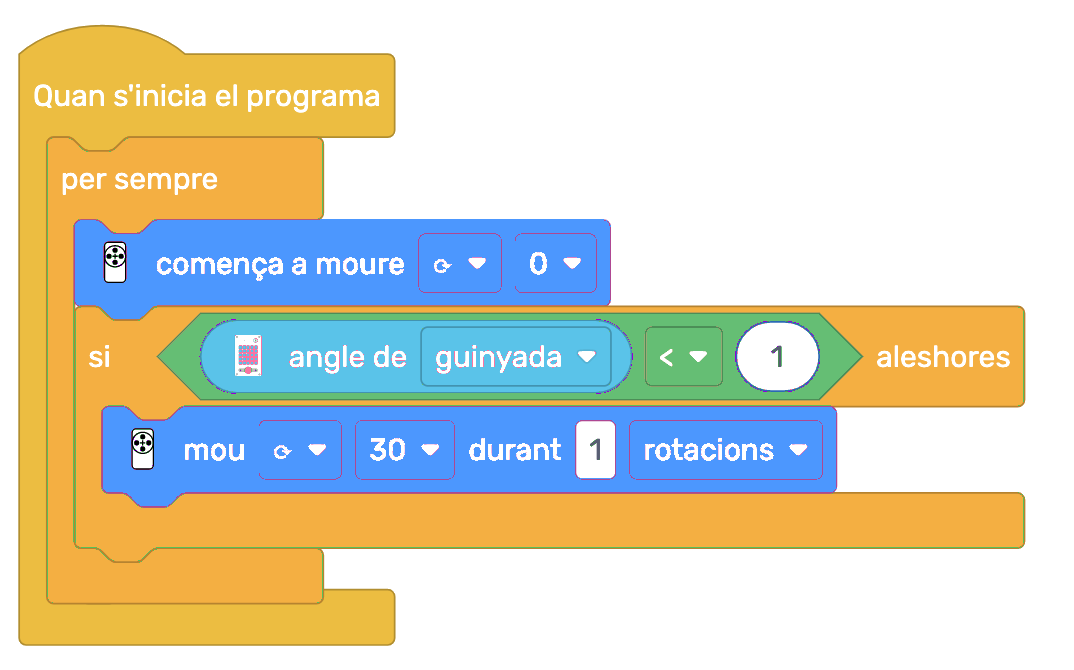 Quan s'inicia el programa
per sempre
comença a moure ⟳ 0
si angle de guinyada < 1 aleshores
mou ⟳ 30 durant 1 rotacions